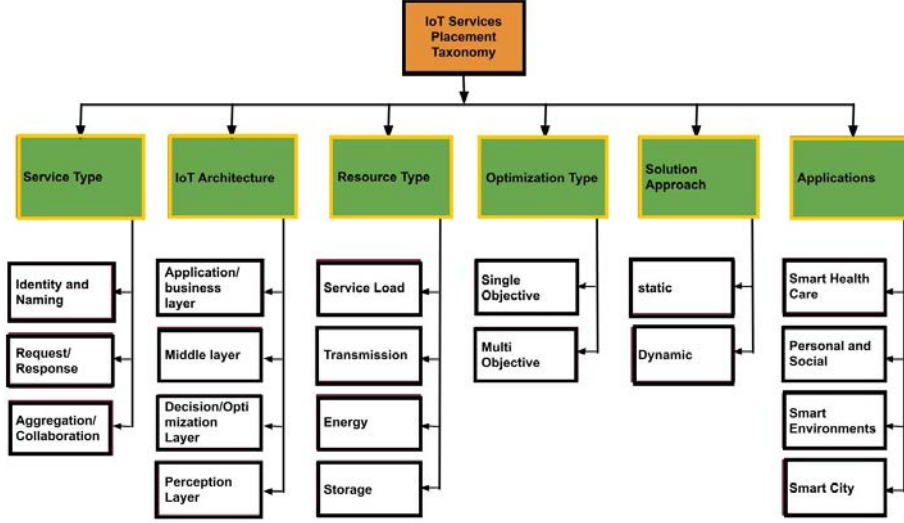 IoT Services
Placement
Taxonomy
Service Type
IoT Architecture
Resource Type
Optimization Type
Solution
Approach
Applications
Identity and
Naming
Request/
Response
Aggregation/
Collaboration
Application/
business
layer
Middle layer
Decision/Opti
mization
Layer
Perception
Layer
Service Load
Transmission
Energy
Storage
Single
Objective
Multi
Objective
static
Dynamic
Smart Health
Care
Personal and
Social
Smart
Environments
Smart City